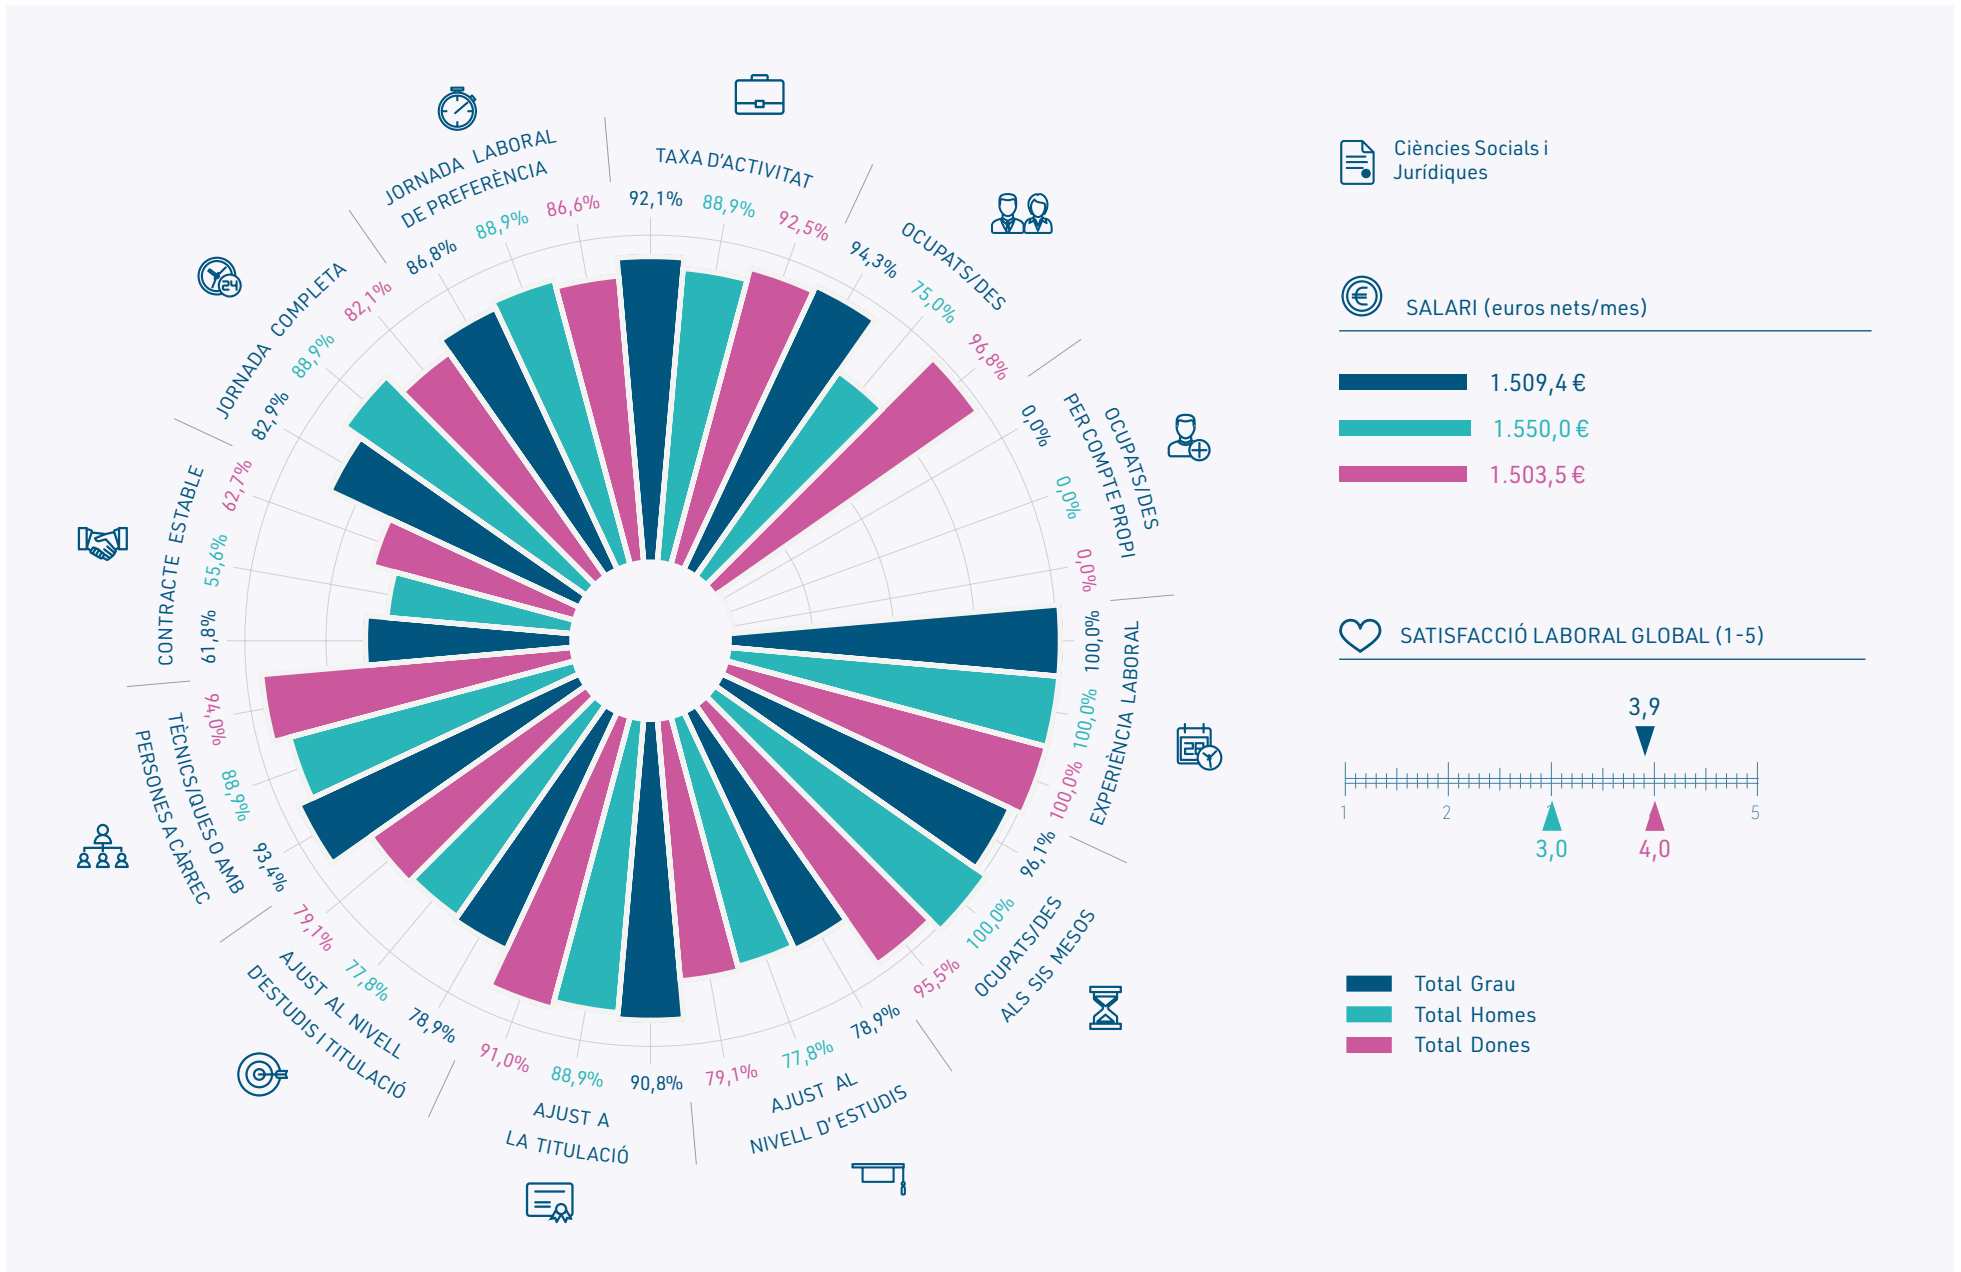 TAXA D'ACTIVITAT
92,1%
88,9%
92,5%
OCUPATS/DES
94,3%
75,0%
96,8%
OCUPATS/DES
PER COMPTE PROPI
0,0%
0,0%
0,0%
EXPERIÈNCIA LABORAL
100,0%
100,0%
100,0%
OCUPATS/DES
ALS SIS MESOS
96,1%
100,0%
95,5%
AJUST AL
NIVELL D' ESTUDIS
78,9%
77,8%
79,1%
AJUST A
LA TITULACIÓ
90,8%
88,9%
91,0%
AJUST AL NIVELL
D'ESTUDIS I TITULACIÓ
78,9%
77,8%
79,1%
TÈCNICS/QUES O AMB
PERSONES A CÀRREC
93,4%
88,9%
94,0%
CONTRACTE ESTABLE
61,8%
55,6%
62,7%
JORNADA COMPLETA
24
82,9%
88,9%
82,1%
JORNADA LABORAL
DE PREFERÈNCIA
86,8%
88,9%
86,6%
Ciències Socials i
Jurídiques
SALARI (euros nets/mes)
1.509,4 €
1.550,0 €
1.503,5 €
SATISFACCIÓ LABORAL GLOBAL (1-5)
3,9
1 2 5
3,0 4,0
Total Grau
Total Homes
Total Dones